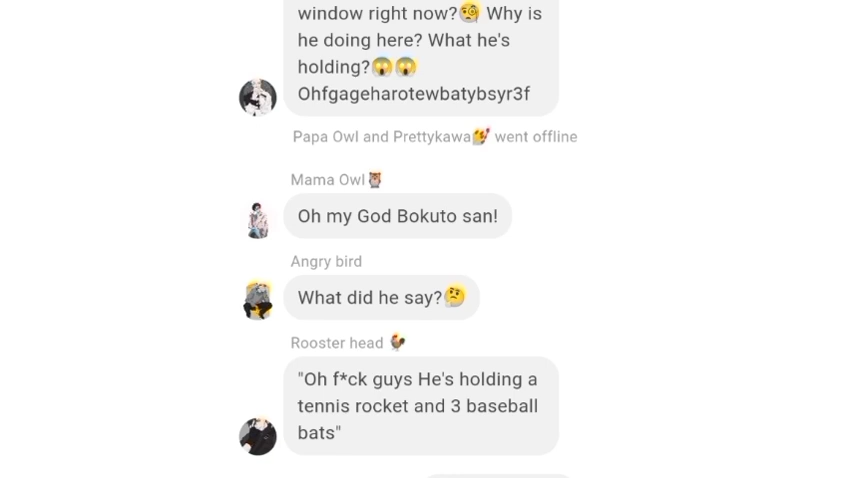 window right now?🧐 Why is
he doing here? What he's
holding?😱😱
Ohfgageharotewbatybsyr3f
Papa Owl and Prettykawa💅 went offline
Mama Owl🦉
Oh my God Bokuto san!
Angry bird
What did he say?🤔
Rooster head 🐓
"Oh f*ck guys He's holding a
tennis rocket and 3 baseball
bats"